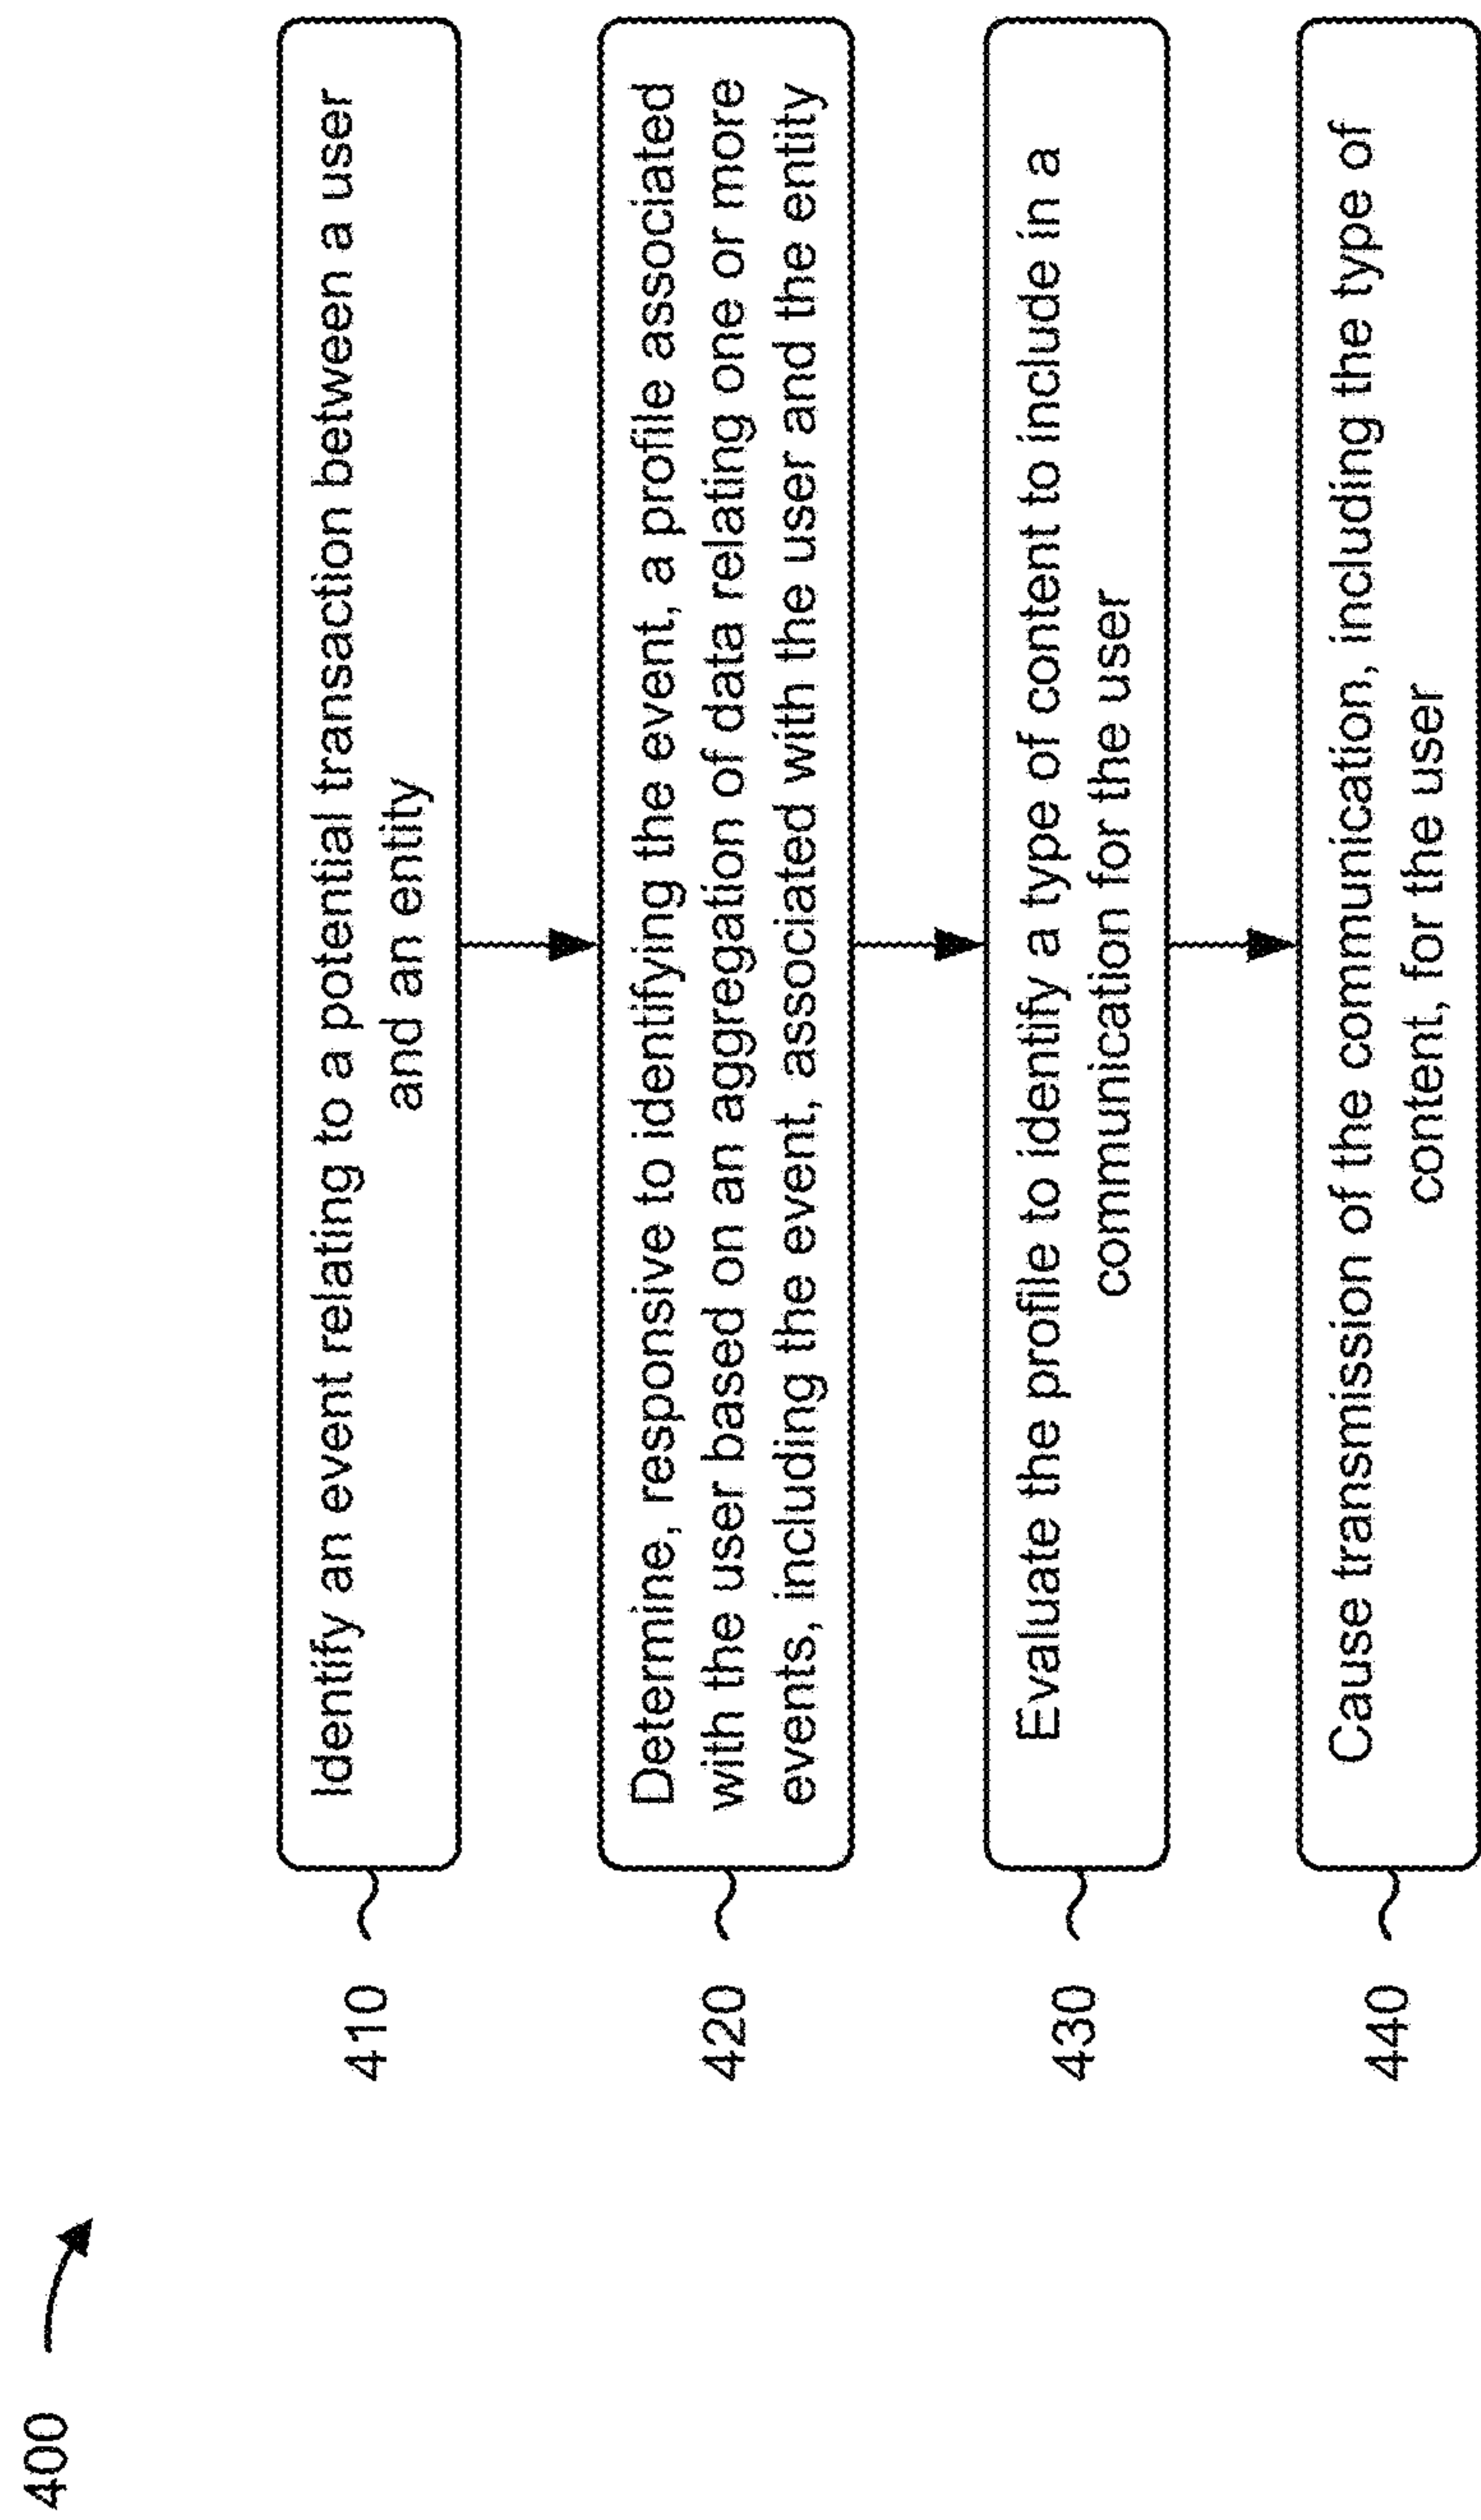 400
410
Identify an event relating to a potential transaction between a user
and an entity
420
Determine, responsive to identifying the event, a profile associated
with the user based on an aggregation of data relating one or more
events, including the event, associated with the user and the entity
430
Evaluate the profile to identify a type of content to include in a
communication for the user
440
Cause transmission of the communication, including the type of
content, for the user